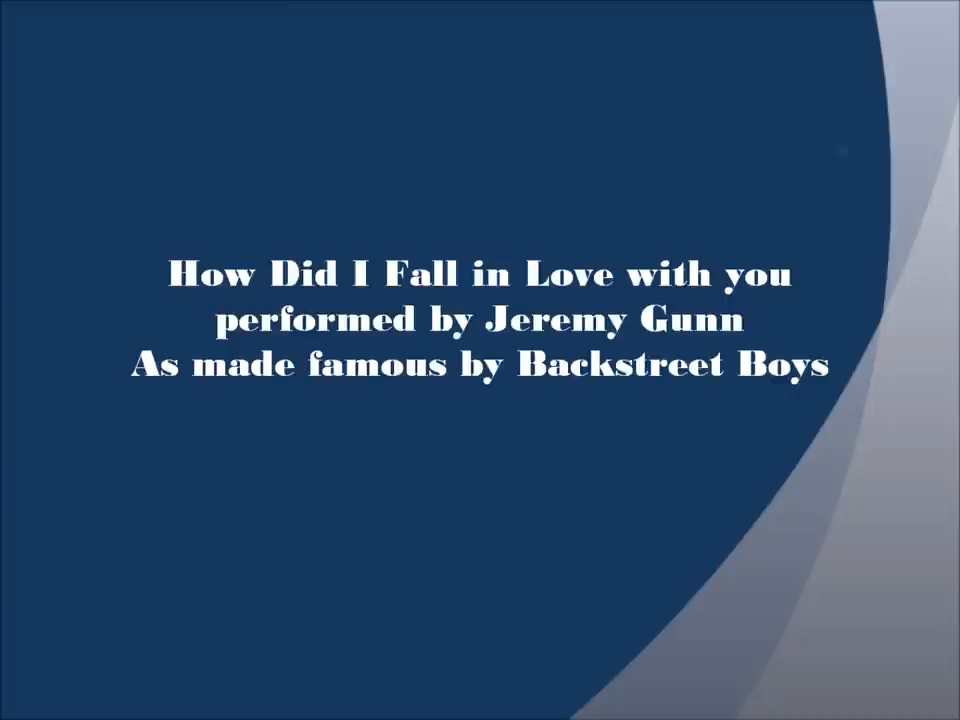 How Did I Fall in Love with you
performed by Jeremy Gunn
As made famous by Backstreet Boys